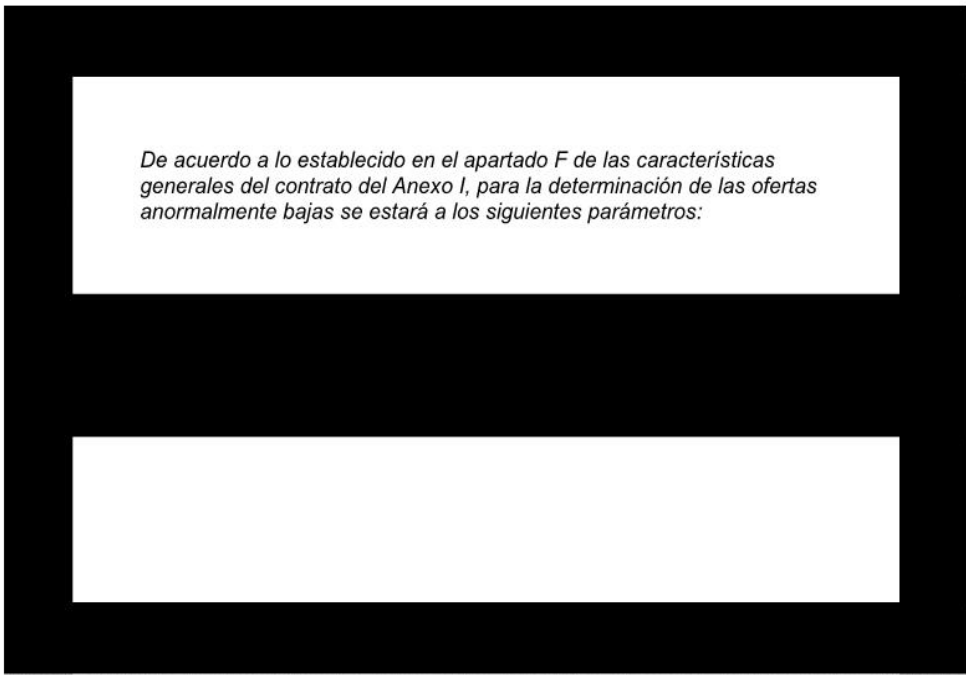 De acuerdo a lo establecido en el apartado F de las características
generales del contrato del Anexo I, para la determinación de las ofertas
anormalmente bajas se estará a los siguientes parámetros: